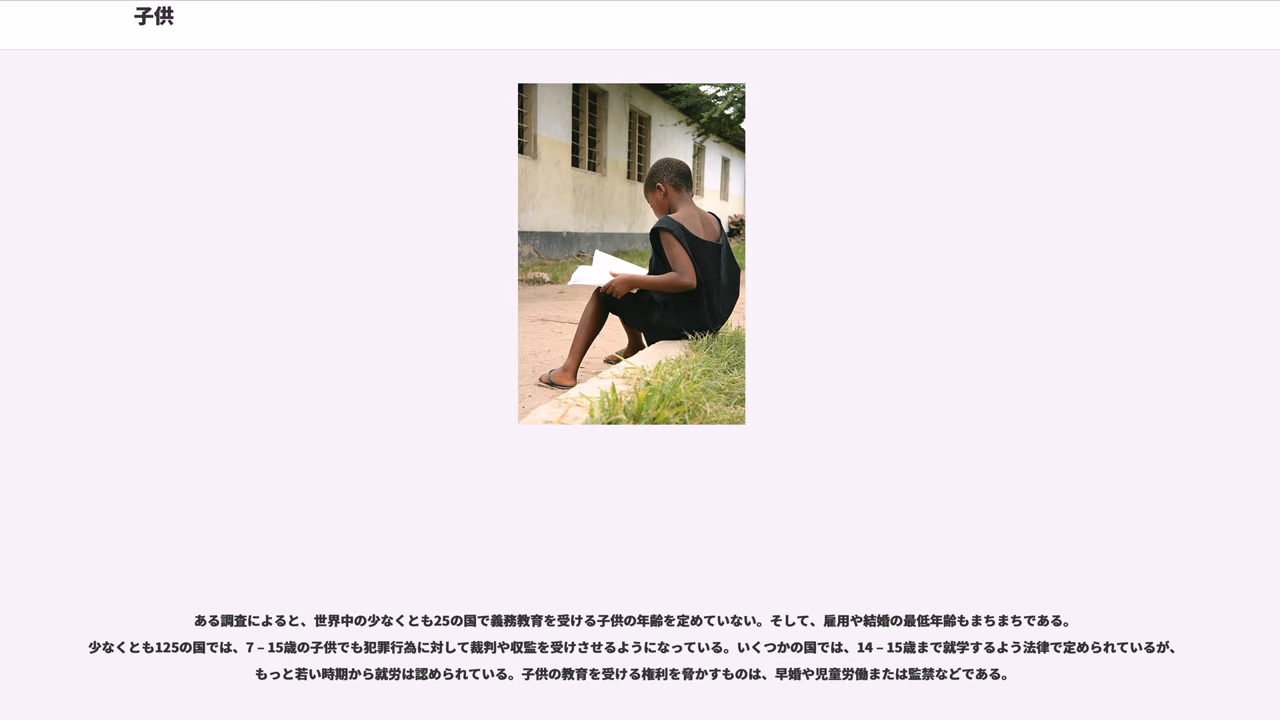 子供
ある調査によると、世界中の少なくとも25の国で義務教育を受ける子供の年齢を定めていない。そして、雇用や結婚の最低年齢もまちまちである。
少なくとも125の国では、7 – 15歳の子供でも犯罪行為に対して裁判や収監を受けさせるようになっている。いくつかの国では、14 – 15歳まで就学するよう法律で定められているが、
もっと若い時期から就労は認められている。子供の教育を受ける権利を脅かすものは、早婚や児童労働または監禁などである。